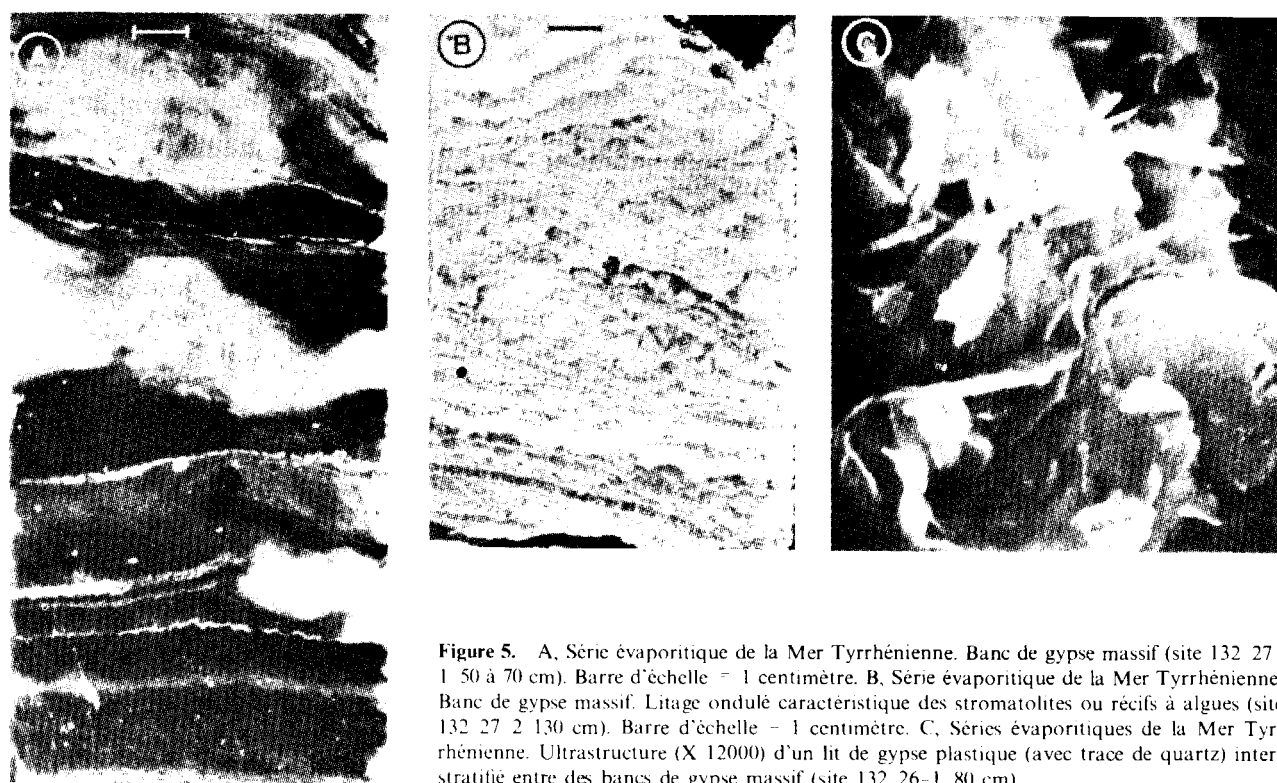 A
B
C
Figure 5. A, Série évaporitique de la Mer Tyrrhénienne. Banc de gypse massif (site 132 27
1 50 à 70 cm). Barre d'échelle = 1 centimètre. B, Série évaporitique de la Mer Tyrrhénienne
Banc de gypse massif. Litage ondulé caractéristique des stromatolites ou récifs à algues (site
132 27 2 130 cm). Barre d'échelle = 1 centimètre. C, Séries évaporitiques de la Mer Tyr
rhénienne. Ultrastructure (X 12000) d'un lit de gypse plastique (avec trace de quartz) inter
stratifié entre des bancs de gypse massif (site 132 26-1 80 cm)